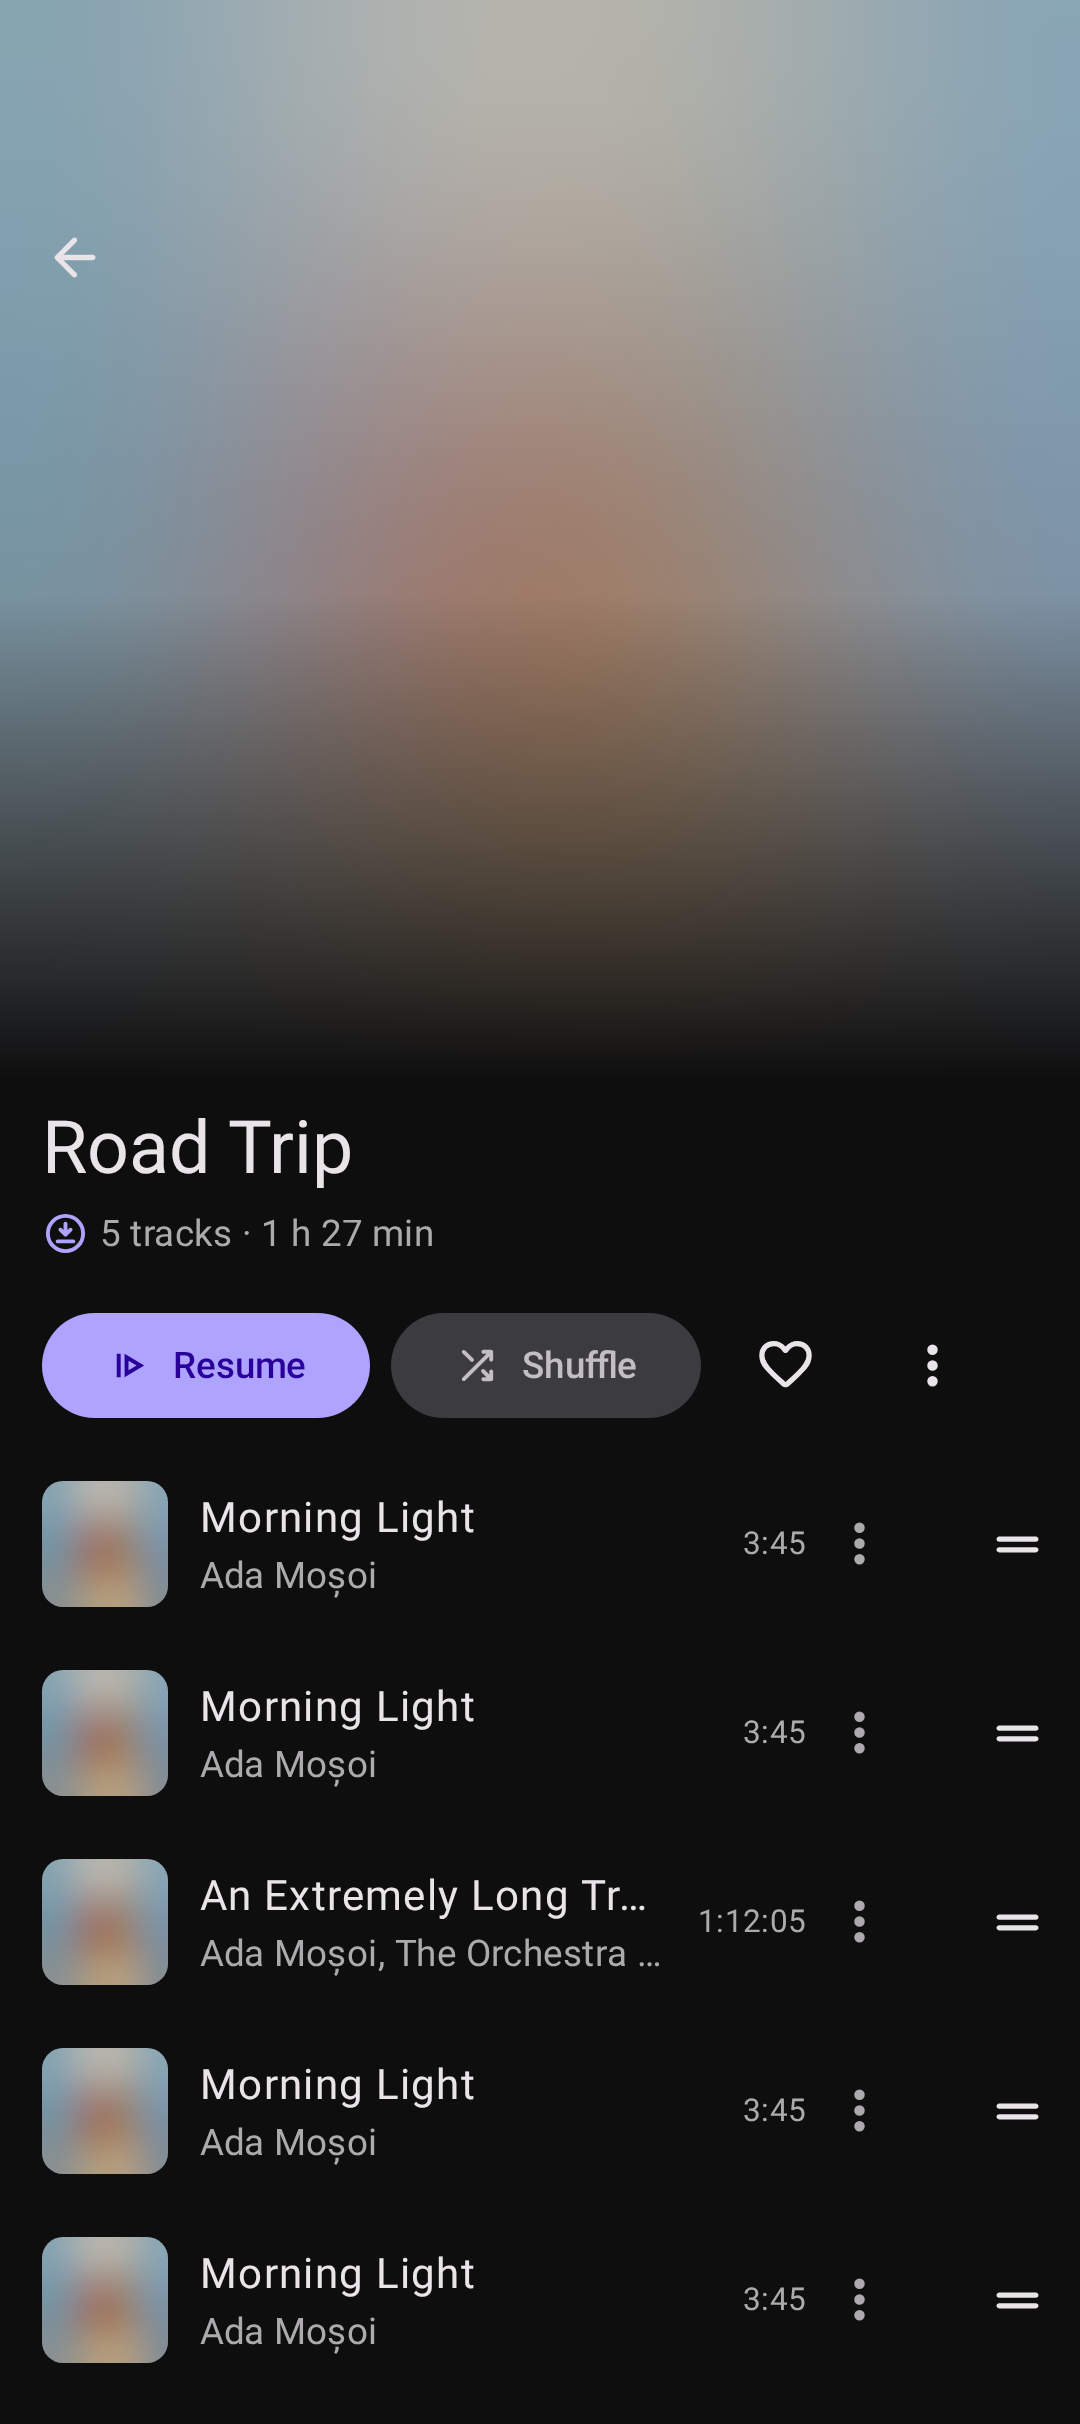 Road Trip
5 tracks · 1 h 27 min
Resume
Shuffle
Morning Light
3:45
Ada Moșoi
Morning Light
3:45
Ada Moșoi
An Extremely Long Tr…
1:12:05
Ada Moșoi, The Orchestra …
Morning Light
3:45
Ada Moșoi
Morning Light
3:45
Ada Moșoi